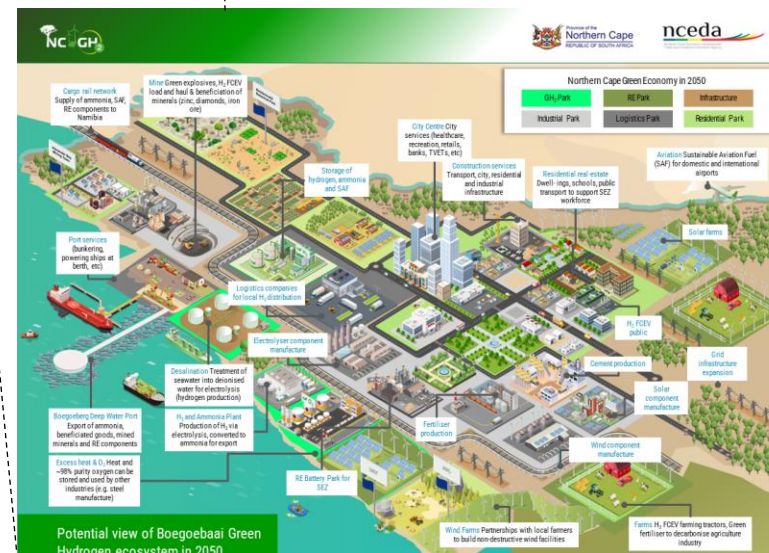 NC GH2
Province of the
Northern Cape
REPUBLIC OF SOUTH AFRICA
nceda
Northern Cape Green Economy in 2050
GH2 Park
RE Park
Infrastructure
Industrial Park
Logistics Park
Residential Park
Cargo rail network
Supply of ammonia, SAF,
RE components to
Namibia
Mine Green explosives, H2 FCEV
load and haul & beneficiation of
minerals (zinc, diamonds, iron
ore)
City Centre City
services (healthcare,
recreation, retails,
banks, TVETs, etc)
Construction services
Transport, city, residential
and industrial
infrastructure
Residential real-estate
Dwell-ings, schools, public
transport to support SEZ
workforce
Aviation Sustainable Aviation Fuel
(SAF) for domestic and international
airports
Storage of
hydrogen, ammonia
and SAF
Solar farms
Port services
(bunkering,
powering ships at
berth, etc)
Logistics companies
for local H2 distribution
Electrolyser component
manufacture
H2 FCEV
public
Desalination Treatment of
seawater into deionised
water for electrolysis
(hydrogen production)
Cement production
Grid
infrastructure
expansion
Solar
component
manufacture
Boegoeberg Deep Water Port
Export of ammonia,
beneficiated goods, mined
minerals and RE components
H2 and Ammonia Plant
Production of H2 via
electrolysis, converted to
ammonia for export
Fertiliser
production
Wind component
manufacture
Excess heat & O2 Heat and
~98% purity oxygen can be
stored and used by other
industries (e.g. steel
manufacture)
RE Battery Park for
SEZ
Wind Farms Partnerships with local farmers
to build non-destructive wind facilities
Farms H2 FCEV farming tractors, Green
fertiliser to decarbonise agriculture
industry
Potential view of Boegoebaai Green
Hydrogen ecosystem in 2050